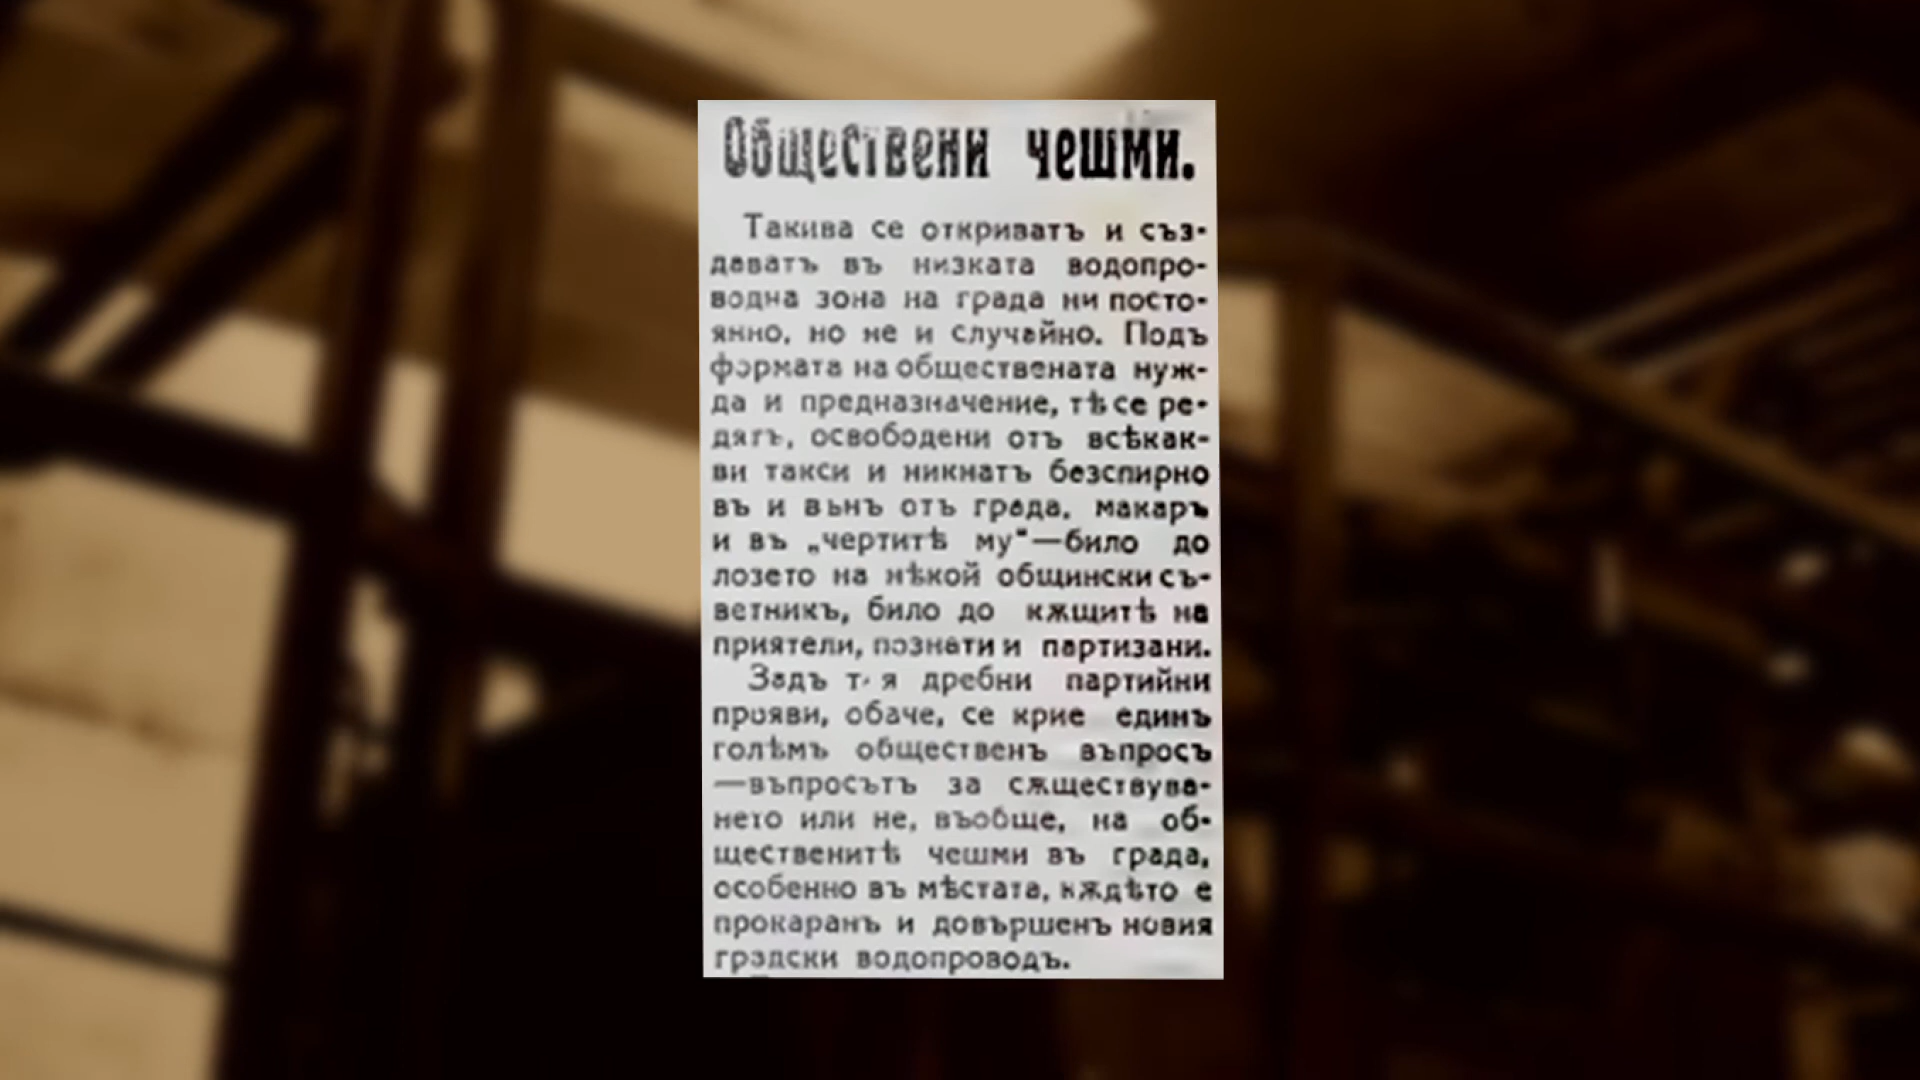 Обществени чешми.
Такива се откриватъ и съз-
даватъ въ низката водопро-
водна зона на града ни посто-
янно, но не и случайно. Подъ
формата на обществената нуж-
да и предназначение, тѣ се ре-
дятъ, освободени отъ всѣкак-
ви такси и никнатъ безспирно
въ и вънъ отъ града, макаръ
и въ „чертитѣ му“—било до
лозето на нѣкой общински съ-
ветникъ, било до кѫщитѣ на
приятели, познати и партизани.
Задъ дребни партийни
прояви, обаче, се крие единъ
голѣмъ общественъ въпросъ
—въпросътъ за сѫществува-
нето или не, въобще, на об-
щественитѣ чешми въ града,
особенно въ мѣстата, кѫдѣто е
прокаранъ и довършенъ новия
градски водопроводъ.